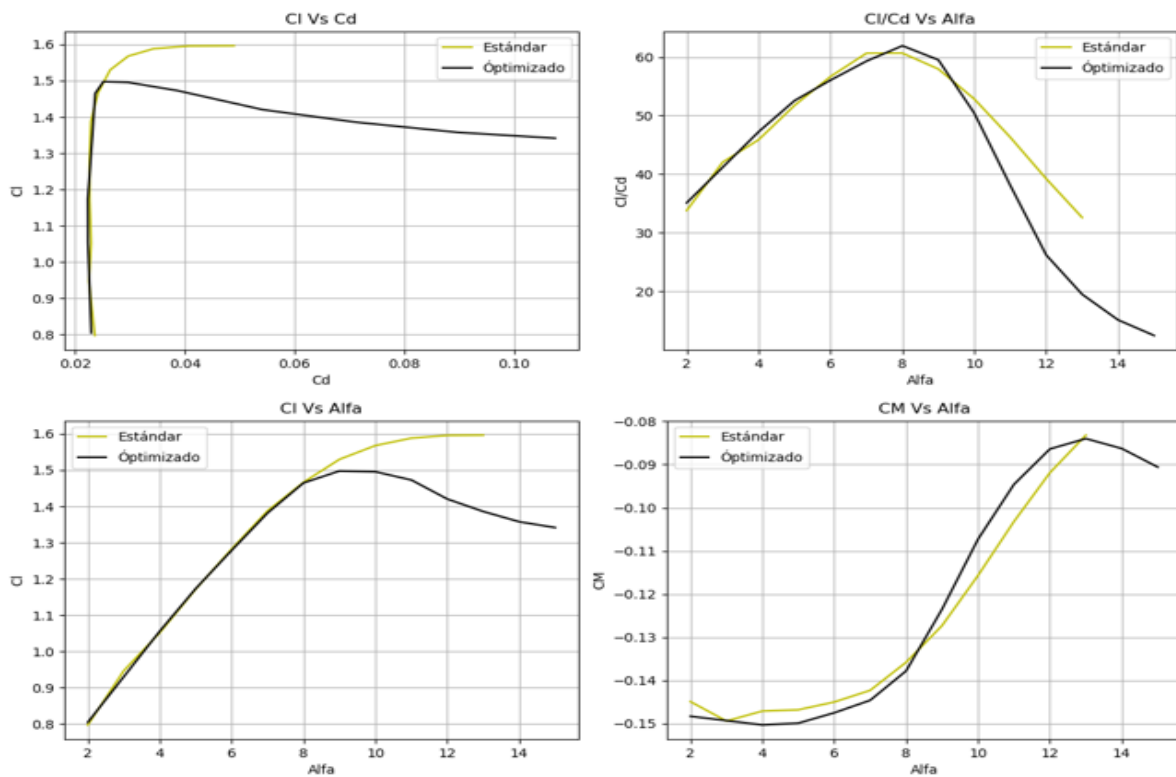 Cl Vs Cd
1.6
1.5
1.4
1.3
1.2
1.1
1.0
0.9
0.8
Cl
Estándar
Óptimizado
0.02
0.04
0.06
0.08
0.10
Cd
Cl/Cd Vs Alfa
60
50
40
30
20
Cl/Cd
Estándar
Óptimizado
2
4
6
8
10
12
14
Alfa
Cl Vs Alfa
1.6
1.5
1.4
1.3
1.2
1.1
1.0
0.9
0.8
Cl
Estándar
Óptimizado
2
4
6
8
10
12
14
Alfa
CM Vs Alfa
−0.08
−0.09
−0.10
−0.11
−0.12
−0.13
−0.14
−0.15
CM
Estándar
Óptimizado
2
4
6
8
10
12
14
Alfa